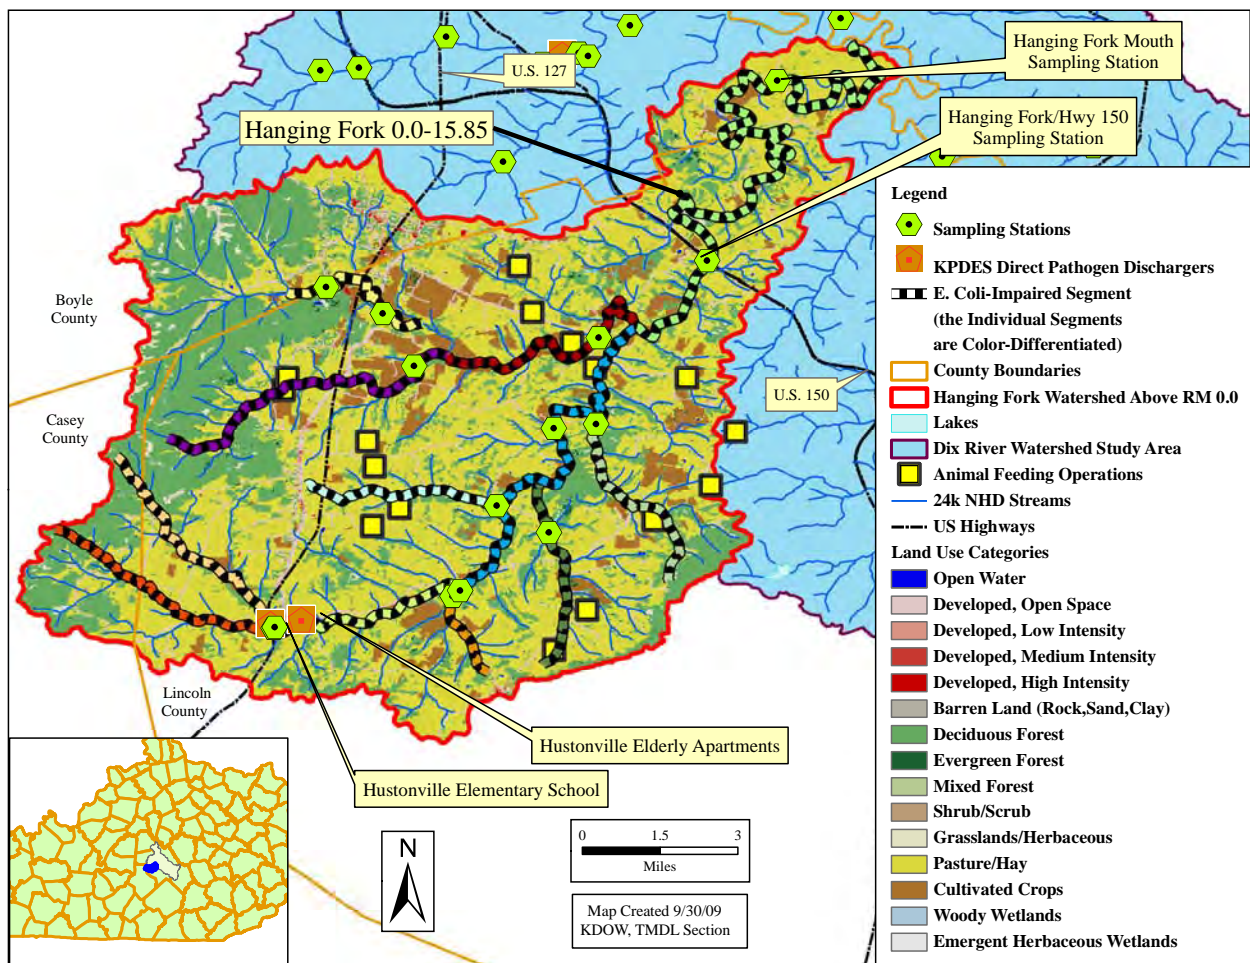 Hanging Fork Mouth
Sampling Station
U.S. 127
Hanging Fork 0.0-15.85
Hanging Fork/Hwy 150
Sampling Station
Boyle
County
Casey
County
U.S. 150
Lincoln
County
Hustonville Elderly Apartments
Hustonville Elementary School
N
0 1.5 3
Miles
Map Created 9/30/09
KDOW, TMDL Section
Legend
Sampling Stations
KPDES Direct Pathogen Dischargers
E. Coli-Impaired Segment
(the Individual Segments
are Color-Differentiated)
County Boundaries
Hanging Fork Watershed Above RM 0.0
Lakes
Dix River Watershed Study Area
Animal Feeding Operations
24k NHD Streams
US Highways
Land Use Categories
Open Water
Developed, Open Space
Developed, Low Intensity
Developed, Medium Intensity
Developed, High Intensity
Barren Land (Rock,Sand,Clay)
Deciduous Forest
Evergreen Forest
Mixed Forest
Shrub/Scrub
Grasslands/Herbaceous
Pasture/Hay
Cultivated Crops
Woody Wetlands
Emergent Herbaceous Wetlands